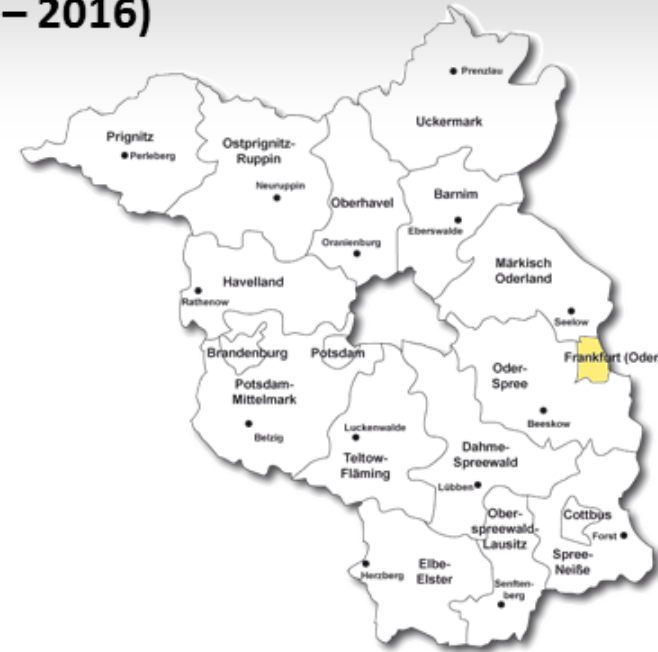 – 2016)
Prenzlau
Uckermark
Prignitz
Perleberg
Ostprignitz-
Ruppin
Neuruppin
Oberhavel
Oranienburg
Barnim
Eberswalde
Märkisch
Oderland
Seelow
Havelland
Rathenow
Brandenburg
Potsdam
Potsdam-
Mittelmark
Belzig
Frankfurt (Oder
Oder-
Spree
Beeskow
Luckenwalde
Teltow-
Fläming
Dahme-
Spreewald
Lübben
Ober-
spreewald-
Lausitz
Cottbus
Forst
Spree-
Neiße
Elbe-
Elster
Herzberg
Senften-
berg